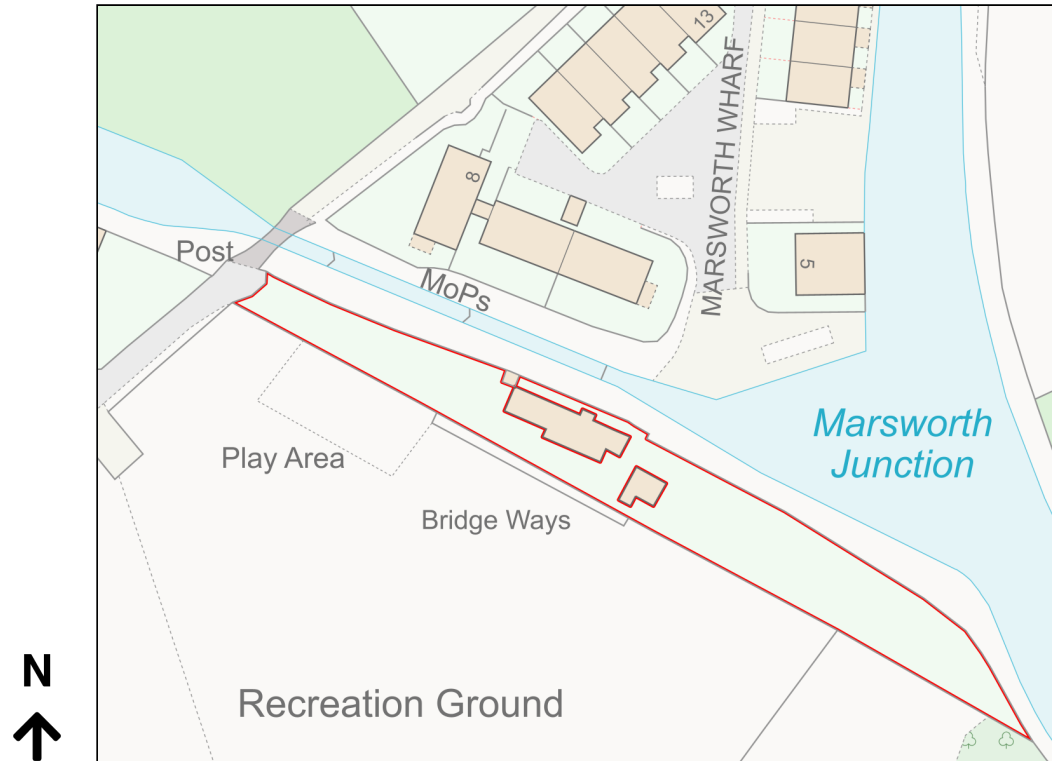 13
MARSWORTH WHARF
8
Post
MoPs
5
Marsworth
Junction
Play Area
Bridge Ways
Recreation Ground
N